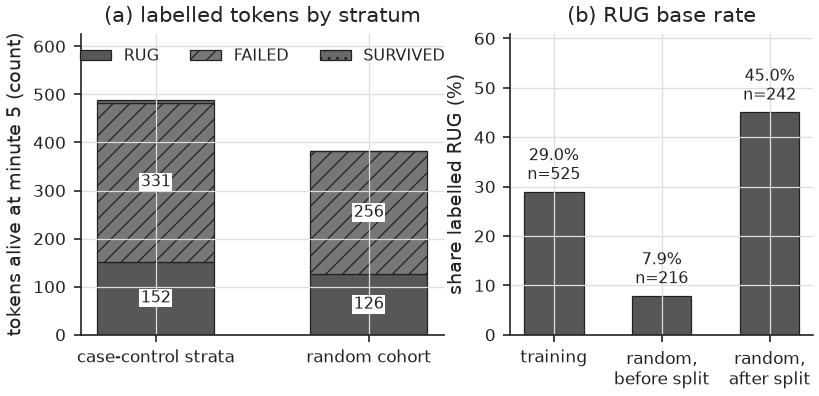 (a) labelled tokens by stratum
tokens alive at minute 5 (count)
600
500
400
300
200
100
0
RUG FAILED SURVIVED
331
152
256
126
case-control strata
random cohort
(b) RUG base rate
share labelled RUG (%)
60
50
40
30
20
10
0
29.0%
n=525
7.9%
n=216
45.0%
n=242
training
random,
before split
random,
after split